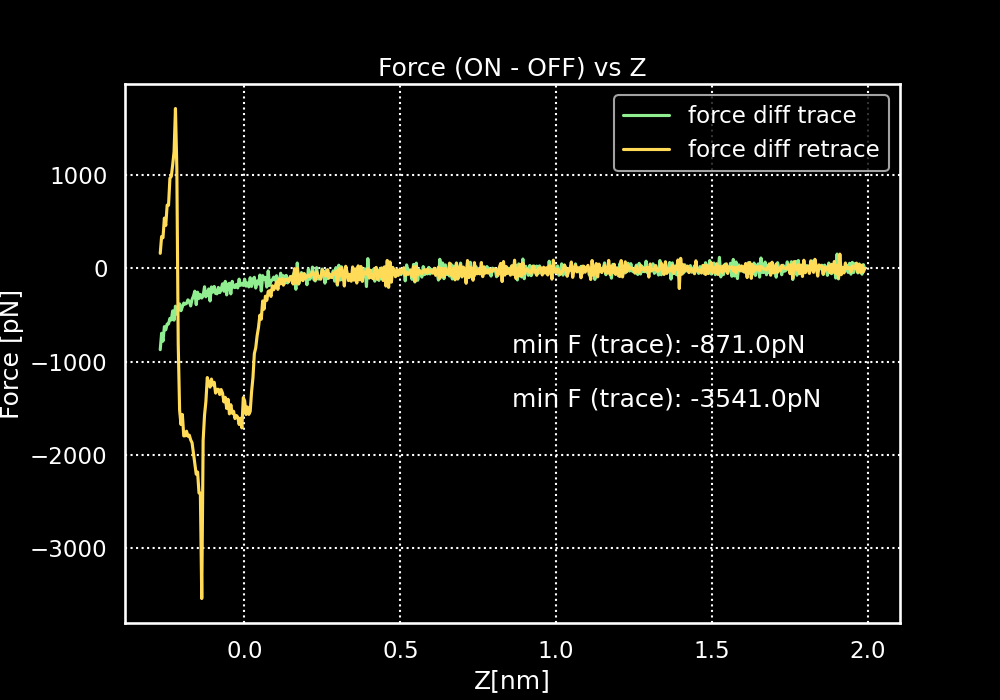 Force (ON - OFF) vs Z
force diff trace
force diff retrace
1000
0
−1000
−2000
−3000
Force [pN]
min F (trace): -871.0pN
min F (trace): -3541.0pN
0.0 0.5 1.0 1.5 2.0
Z[nm]